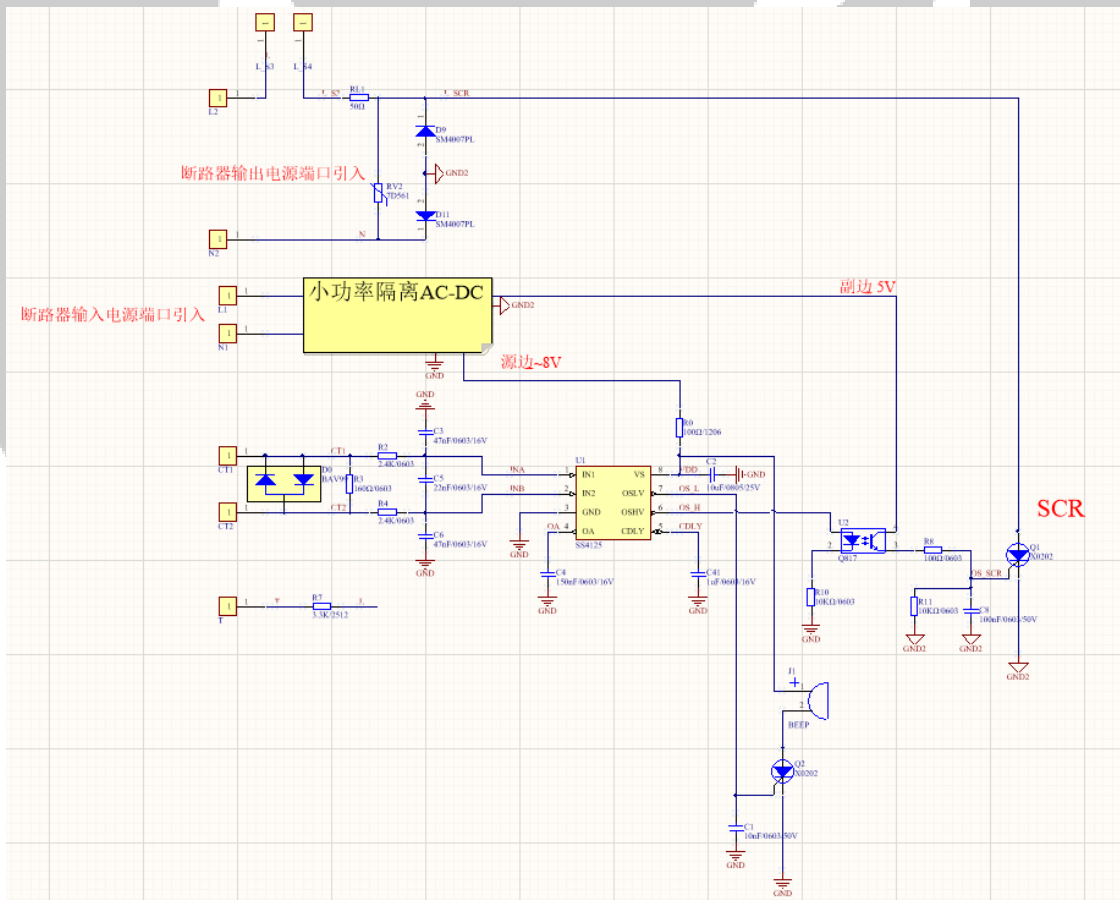 L_S3
L_S4
L2
S2
RL1
50Ω
SCR
D9
SM4007PL
断路器输出电源端口引入
GND2
RV2
7D561
D11
SM4007PL
N
N2
小功率隔离AC-DC
副边 5V
L1
GND2
断路器输入电源端口引入
N1
源边~8V
GND
GND
R0
100Ω/1206
C3
47nF/0603/16V
CT1
CT1
R2
2.4K/0603
D0
BAV99
R3
160Ω/0603
C5
22nF/0603/16V
CT2
CT2
R4
2.4K/0603
C6
47nF/0603/16V
GND
INA
INB
U1
1 IN1 VS 8
2 IN2 OSLV 7
3 GND OSHV 6
4 OA CDLY 5
SS4125
OA
VDD
C2
10uF/0805/25V
GND
OS_L
OS_H
CDLY
GND
C4
150nF/0603/16V
GND
C41
1uF/0603/16V
GND
SCR
U2
Q817
R8
100Ω/0603
Q1
X0202
OS_SCR
R10
10KΩ/0603
GND
R11
10KΩ/0603
C8
100nF/0603/50V
GND2
GND2
GND2
T
R7
3.3K/2512
J1
+
1
2
BEEP
Q2
X0202
C1
10nF/0603/50V
GND
GND